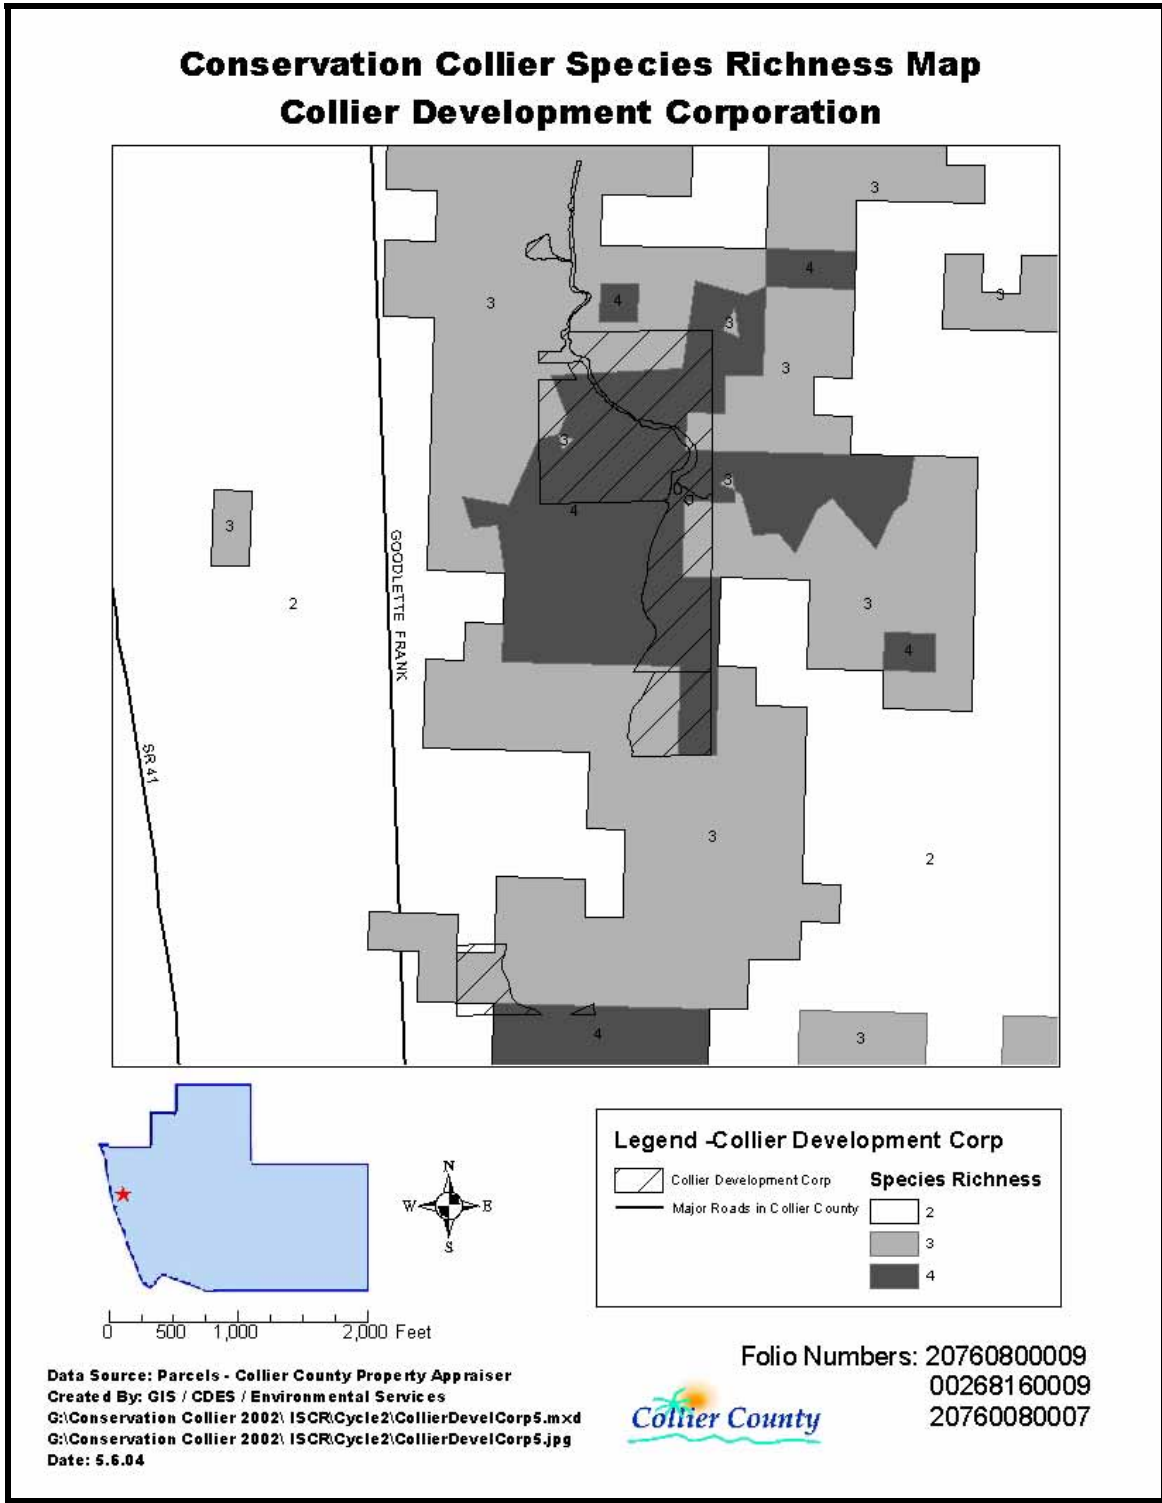 Conservation Collier Species Richness Map
Collier Development Corporation
3
4
3
3
4
3
3
3
3
3
4
3
2
GOODLETTE FRANK
3
4
SR 41
3
2
4
3
N
W E
S
Legend -Collier Development Corp
Collier Development Corp
Major Roads in Collier County
Species Richness
2
3
4
0 500 1,000 2,000 Feet
Data Source: Parcels - Collier County Property Appraiser
Created By: GIS / CDES / Environmental Services
G:\Conservation Collier 2002\ ISCR\Cycle2\CollierDevelCorp5.mxd
G:\Conservation Collier 2002\ ISCR\Cycle2\CollierDevelCorp5.jpg
Date: 5.6.04
Collier County
Folio Numbers: 20760800009
00268160009
20760080007